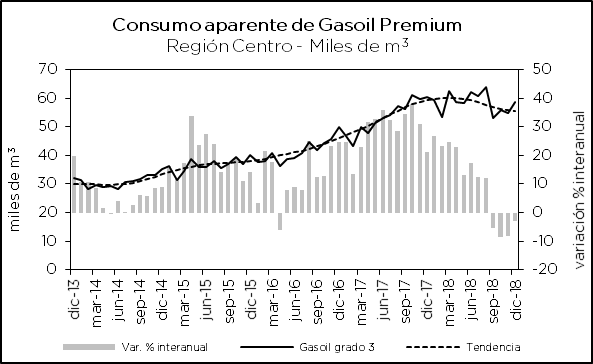 Consumo aparente de Gasoil Premium
Región Centro - Miles de m³
70
60
50
40
30
20
10
0
miles de m³
40
30
20
10
0
-10
-20
variación % interanual
dic-13
mar-14
jun-14
sep-14
dic-14
mar-15
jun-15
sep-15
dic-15
mar-16
jun-16
sep-16
dic-16
mar-17
jun-17
sep-17
dic-17
mar-18
jun-18
sep-18
dic-18
Var. % interanual
Gasoil grado 3
Tendencia